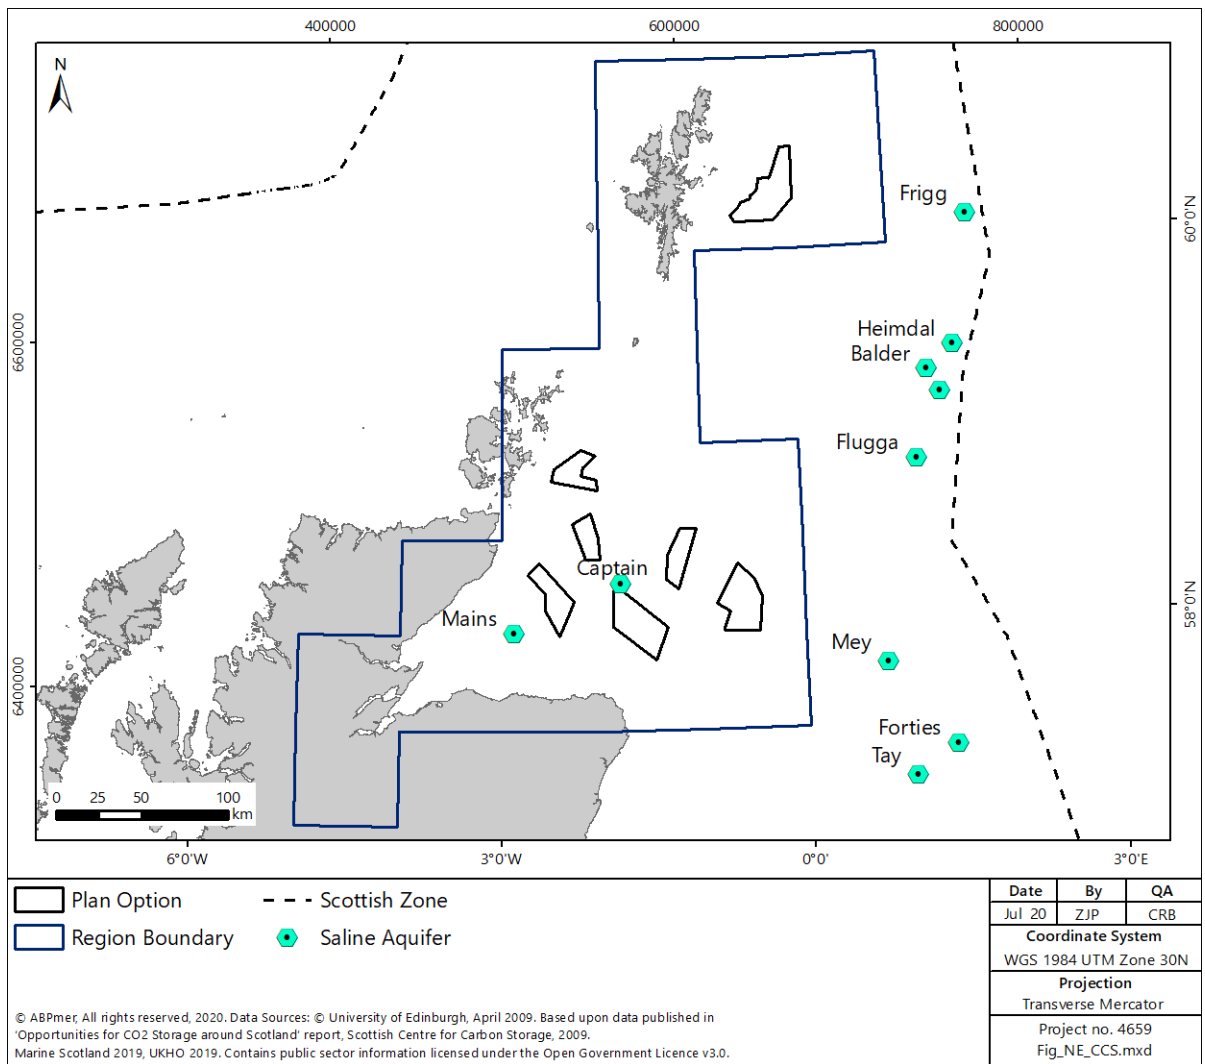 400000
600000
800000
N
Frigg
60°0'N
6600000
Heimdal
Balder
Flugga
Captain
58°0'N
Mains
Mey
6400000
Forties
Tay
0 25 50 100
km
6°0'W
3°0'W
0°0'
3°0'E
Plan Option
Scottish Zone
Region Boundary
Saline Aquifer
Date By QA
Jul 20 ZJP CRB
Coordinate System
WGS 1984 UTM Zone 30N
Projection
Transverse Mercator
Project no. 4659
Fig_NE_CCS.mxd
© ABPmer, All rights reserved, 2020. Data Sources: © University of Edinburgh, April 2009. Based upon data published in
'Opportunities for CO2 Storage around Scotland' report, Scottish Centre for Carbon Storage, 2009.
Marine Scotland 2019, UKHO 2019. Contains public sector information licensed under the Open Government Licence v3.0.